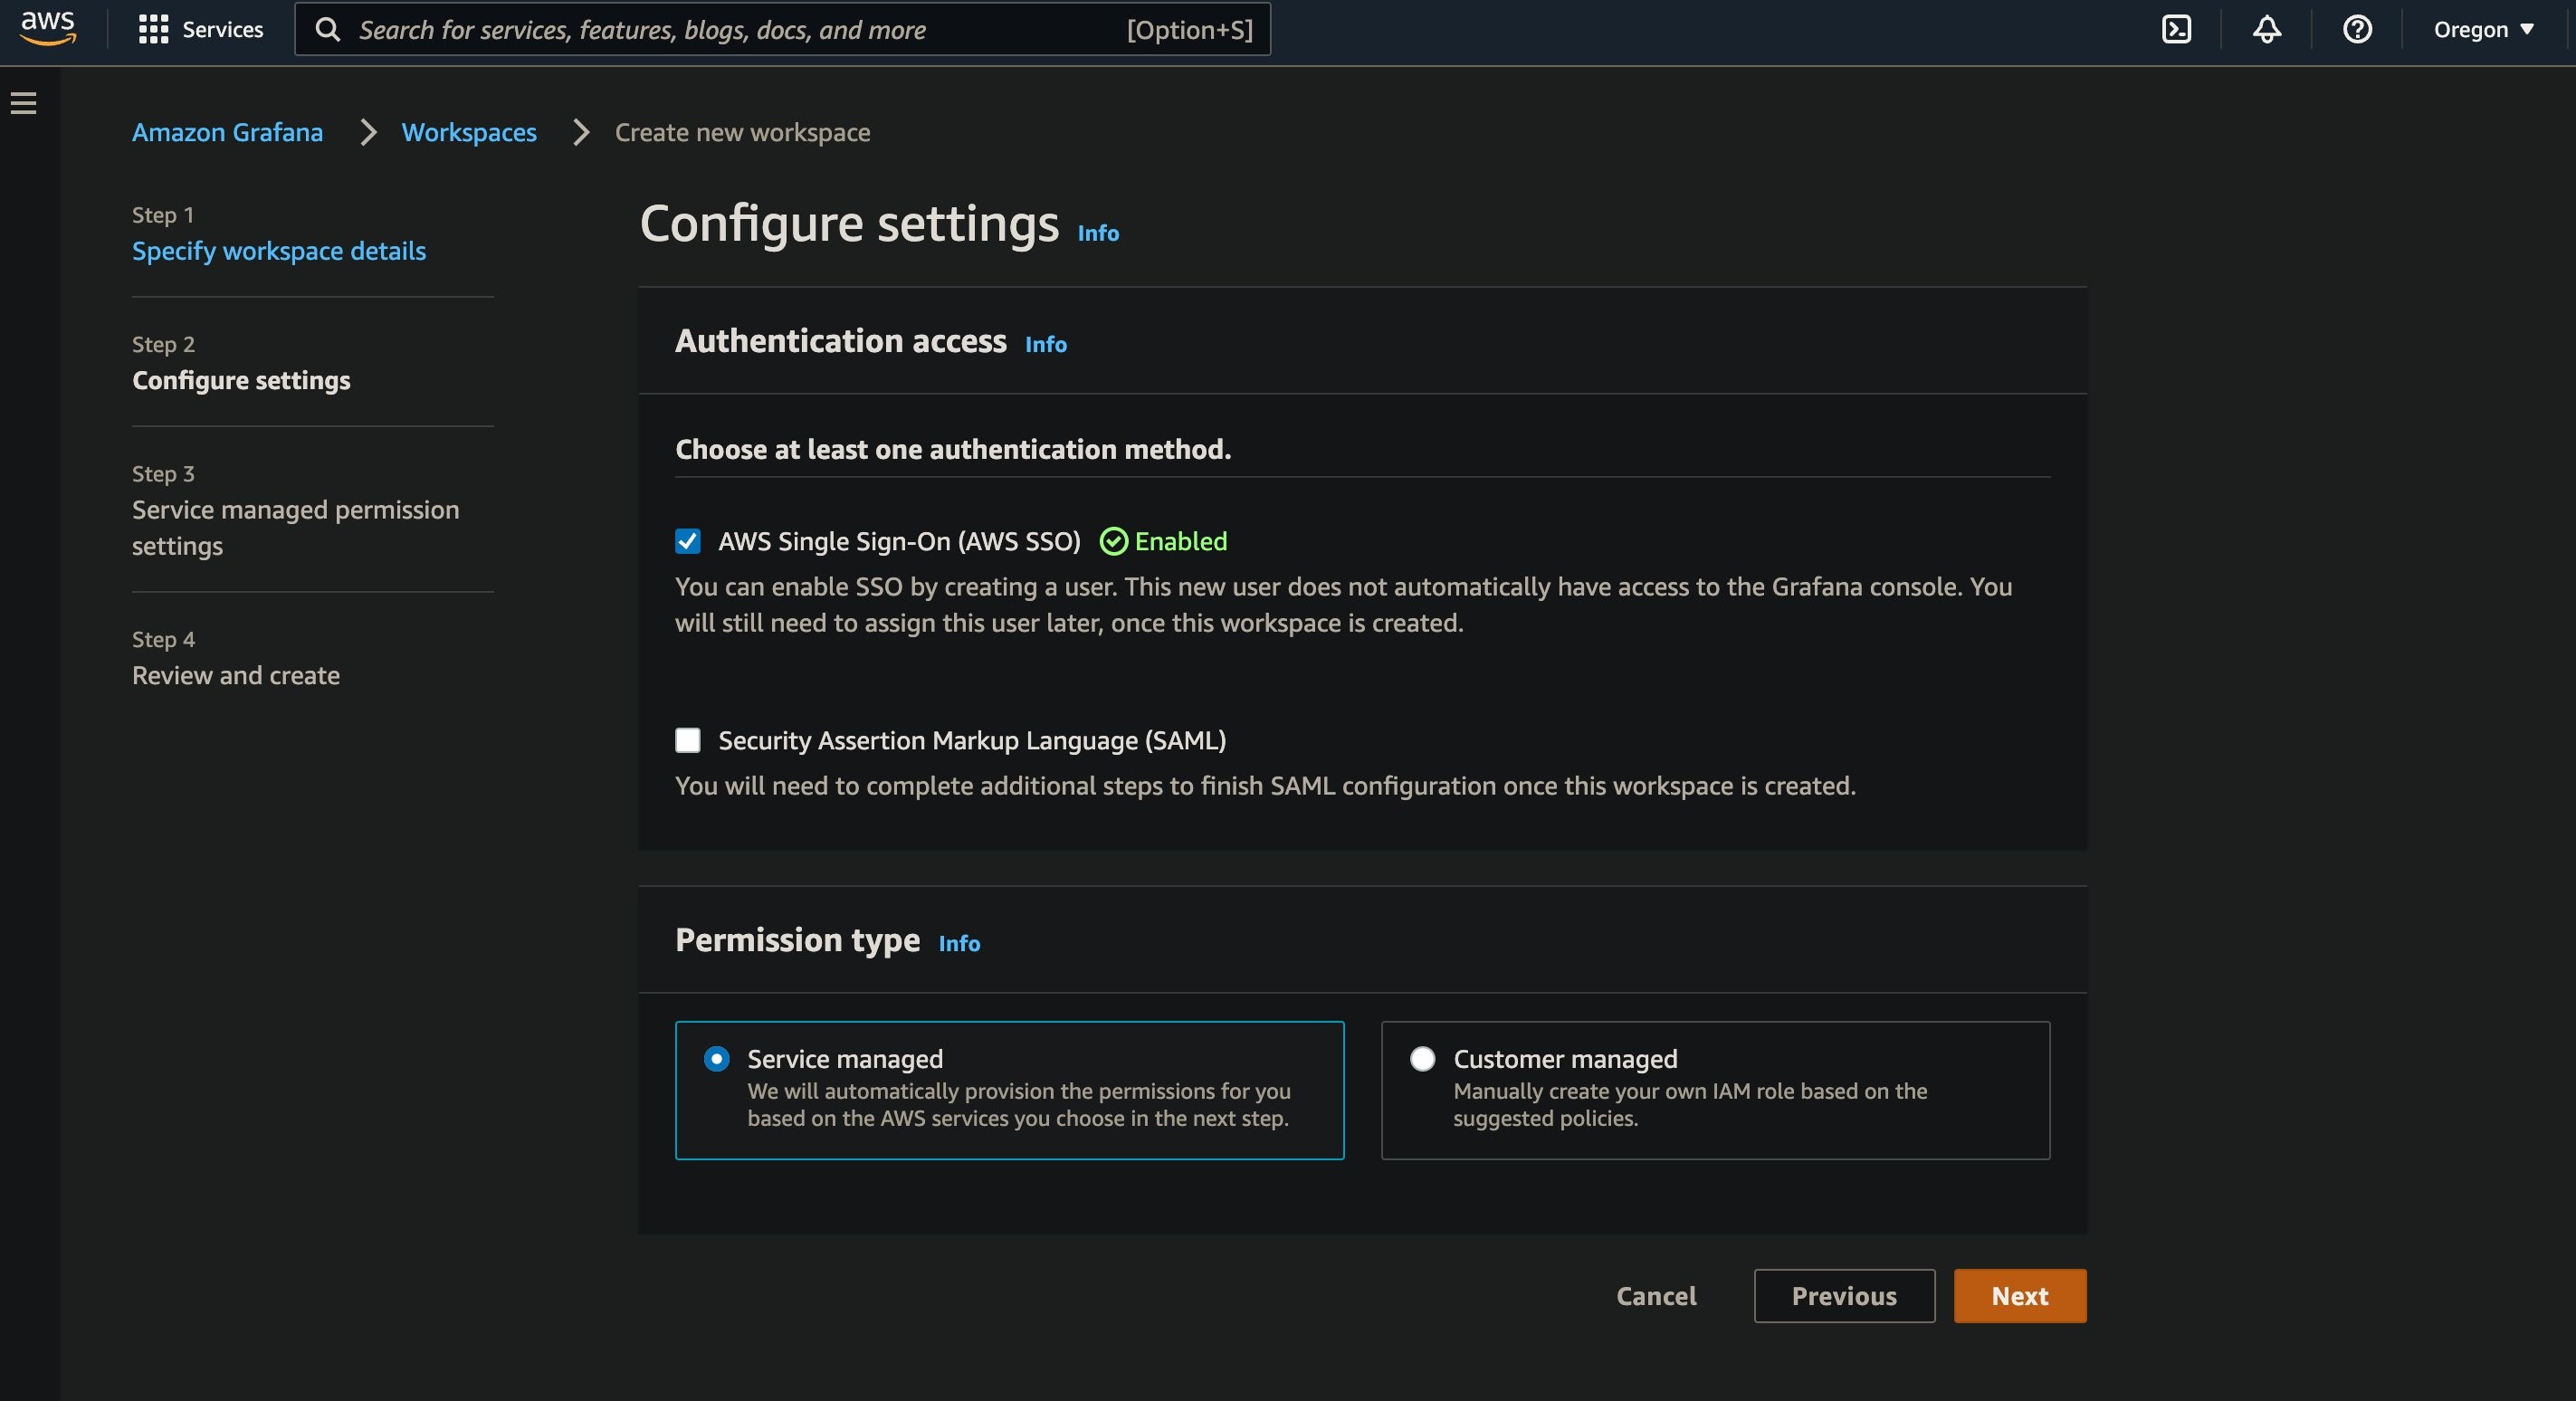 aws
Services
Search for services, features, blogs, docs, and more
[Option+S]
Oregon
Amazon Grafana
Workspaces
Create new workspace
Step 1
Specify workspace details
Step 2
Configure settings
Step 3
Service managed permission
settings
Step 4
Review and create
Configure settings Info
Authentication access Info
Choose at least one authentication method.
AWS Single Sign-On (AWS SSO) Enabled
You can enable SSO by creating a user. This new user does not automatically have access to the Grafana console. You
will still need to assign this user later, once this workspace is created.
Security Assertion Markup Language (SAML)
You will need to complete additional steps to finish SAML configuration once this workspace is created.
Permission type Info
Service managed
We will automatically provision the permissions for you
based on the AWS services you choose in the next step.
Customer managed
Manually create your own IAM role based on the
suggested policies.
Cancel
Previous
Next